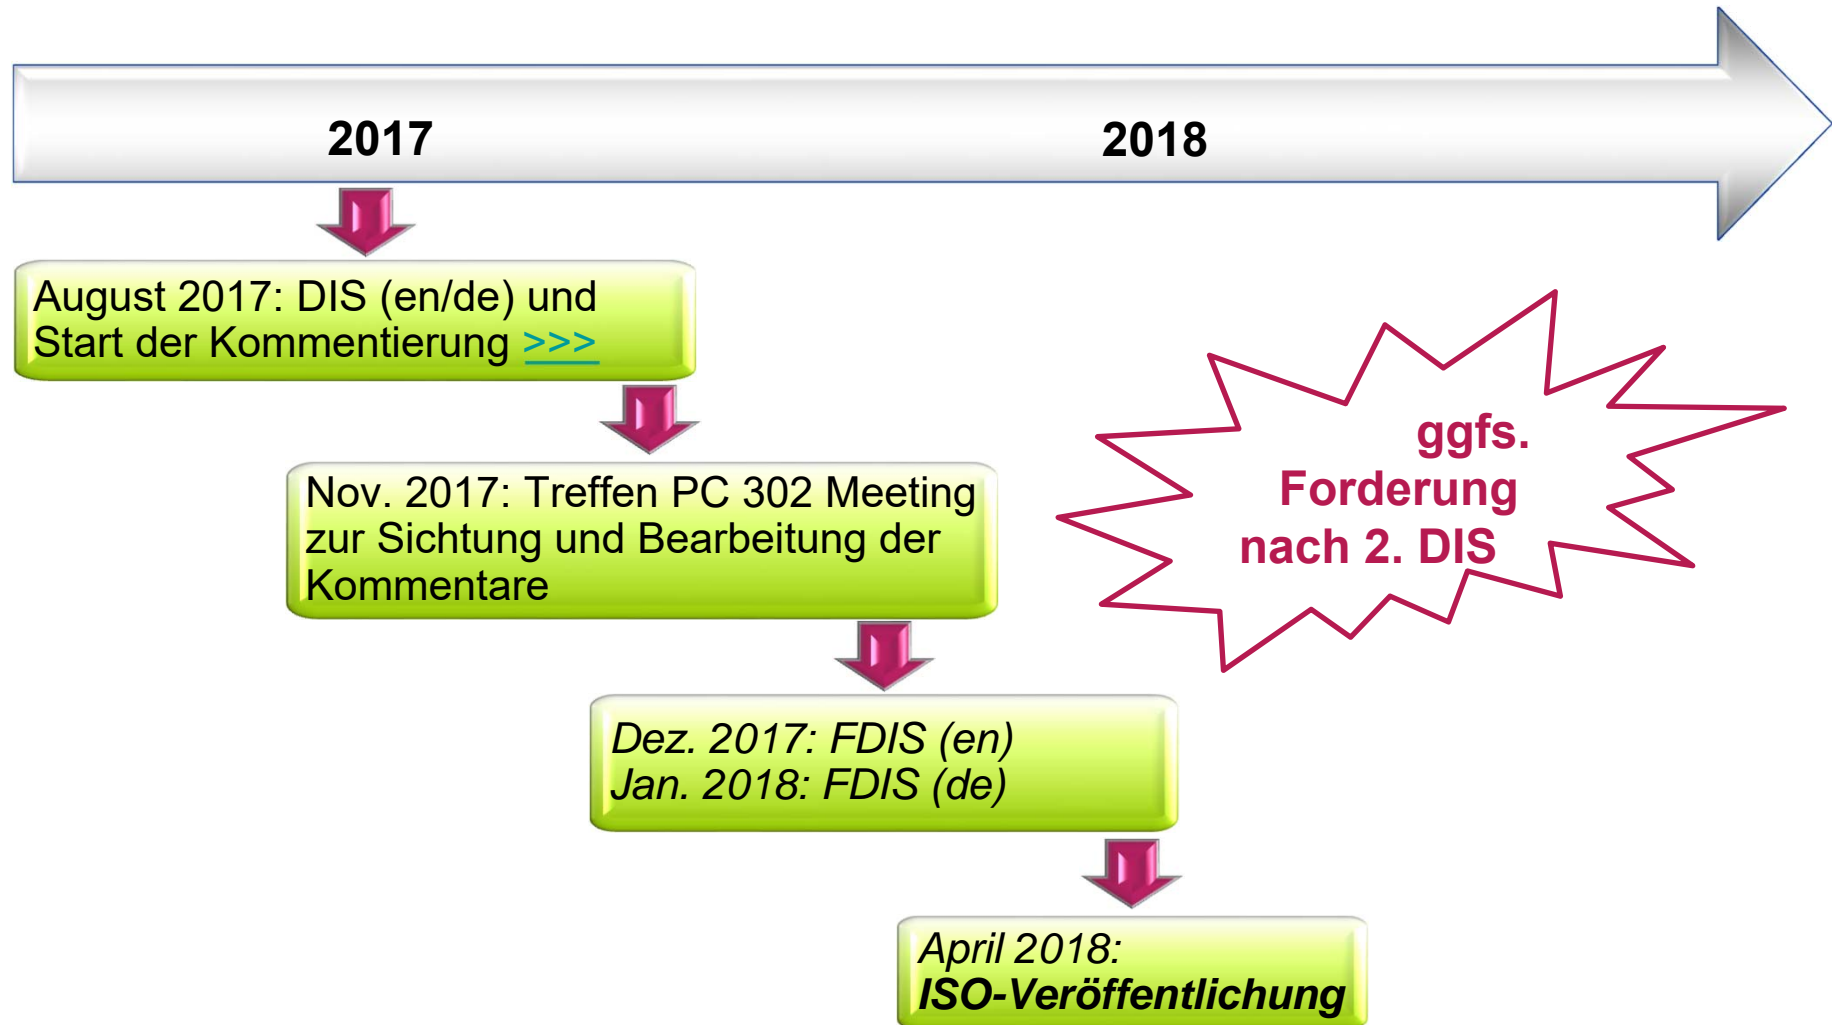 2017
2018
August 2017: DIS (en/de) und
Start der Kommentierung >>>
ggfs.
Forderung
nach 2. DIS
Nov. 2017: Treffen PC 302 Meeting
zur Sichtung und Bearbeitung der
Kommentare
Dez. 2017: FDIS (en)
Jan. 2018: FDIS (de)
April 2018:
ISO-Veröffentlichung